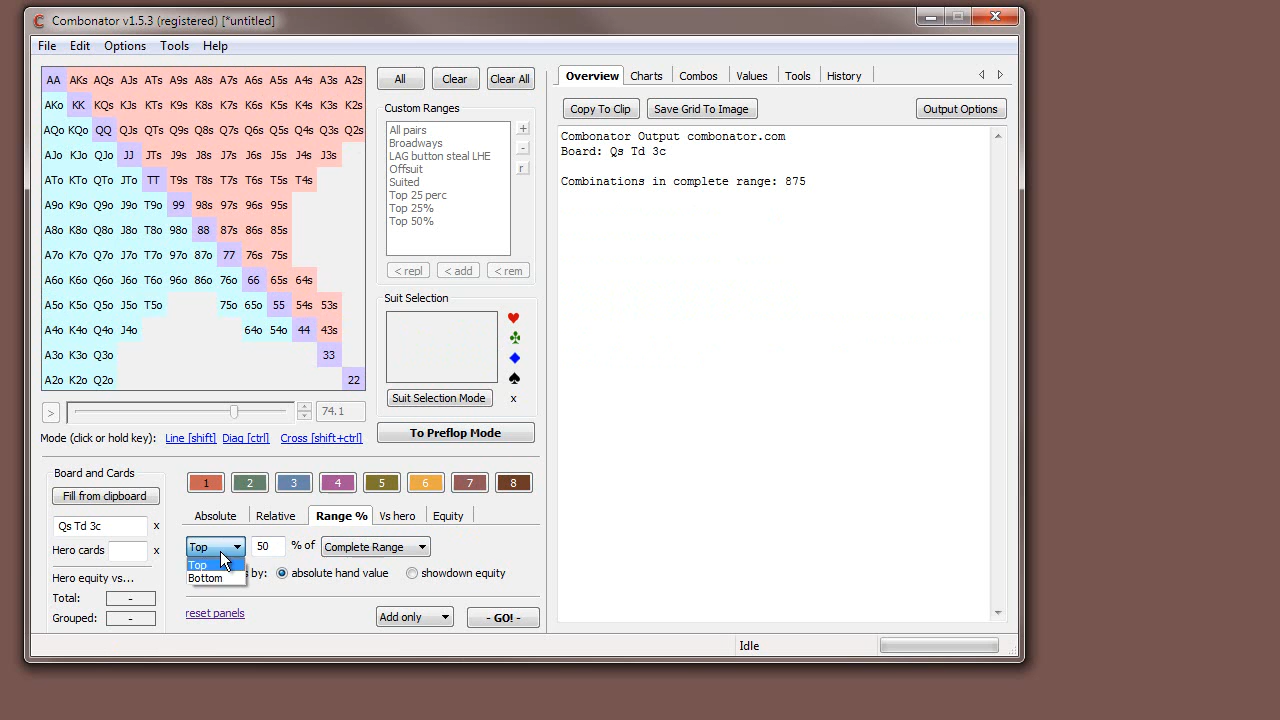 Combonator v1.5.3 (registered) [*untitled]
File Edit Options Tools Help
AA AKs AQs AJs ATs A9s A8s A7s A6s A5s A4s A3s A2s
AKo KK KQs KJs KTs K9s K8s K7s K6s K5s K4s K3s K2s
AQo KQo QQ QJs QTs Q9s Q8s Q7s Q6s Q5s Q4s Q3s Q2s
AJo KJo QJo JJ JTs J9s J8s J7s J6s J5s J4s J3s
ATo KTo QTo JTo TT T9s T8s T7s T6s T5s T4s
A9o K9o Q9o J9o T9o 99 98s 97s 96s 95s
A8o K8o Q8o J8o T8o 98o 88 87s 86s 85s
A7o K7o Q7o J7o T7o 97o 87o 77 76s 75s
A6o K6o Q6o J6o T6o 96o 86o 76o 66 65s 64s
A5o K5o Q5o J5o T5o 75o 65o 55 54s 53s
A4o K4o Q4o J4o 64o 54o 44 43s
A3o K3o Q3o 33
A2o K2o Q2o 22
> 74.1
Mode (click or hold key): Line [shift] Diag [ctrl] Cross [shift+ctrl]
All Clear Clear All
Custom Ranges
All pairs
Broadways
LAG button steal LHE
Offsuit
Suited
Top 25 perc
Top 25%
Top 50%
+
-
r
< repl < add < rem
Suit Selection
Suit Selection Mode x
To Preflop Mode
Board and Cards
Fill from clipboard
Qs Td 3c x
Hero cards x
Hero equity vs...
Total: -
Grouped: -
1 2 3 4 5 6 7 8
Absolute Relative Range % Vs hero Equity
Top 50 % of Complete Range
Top
Bottom
by: absolute hand value showdown equity
reset panels Add only - GO! -
Overview Charts Combos Values Tools History
Copy To Clip Save Grid To Image Output Options
Combonator Output combonator.com
Board: Qs Td 3c
Combinations in complete range: 875
Idle